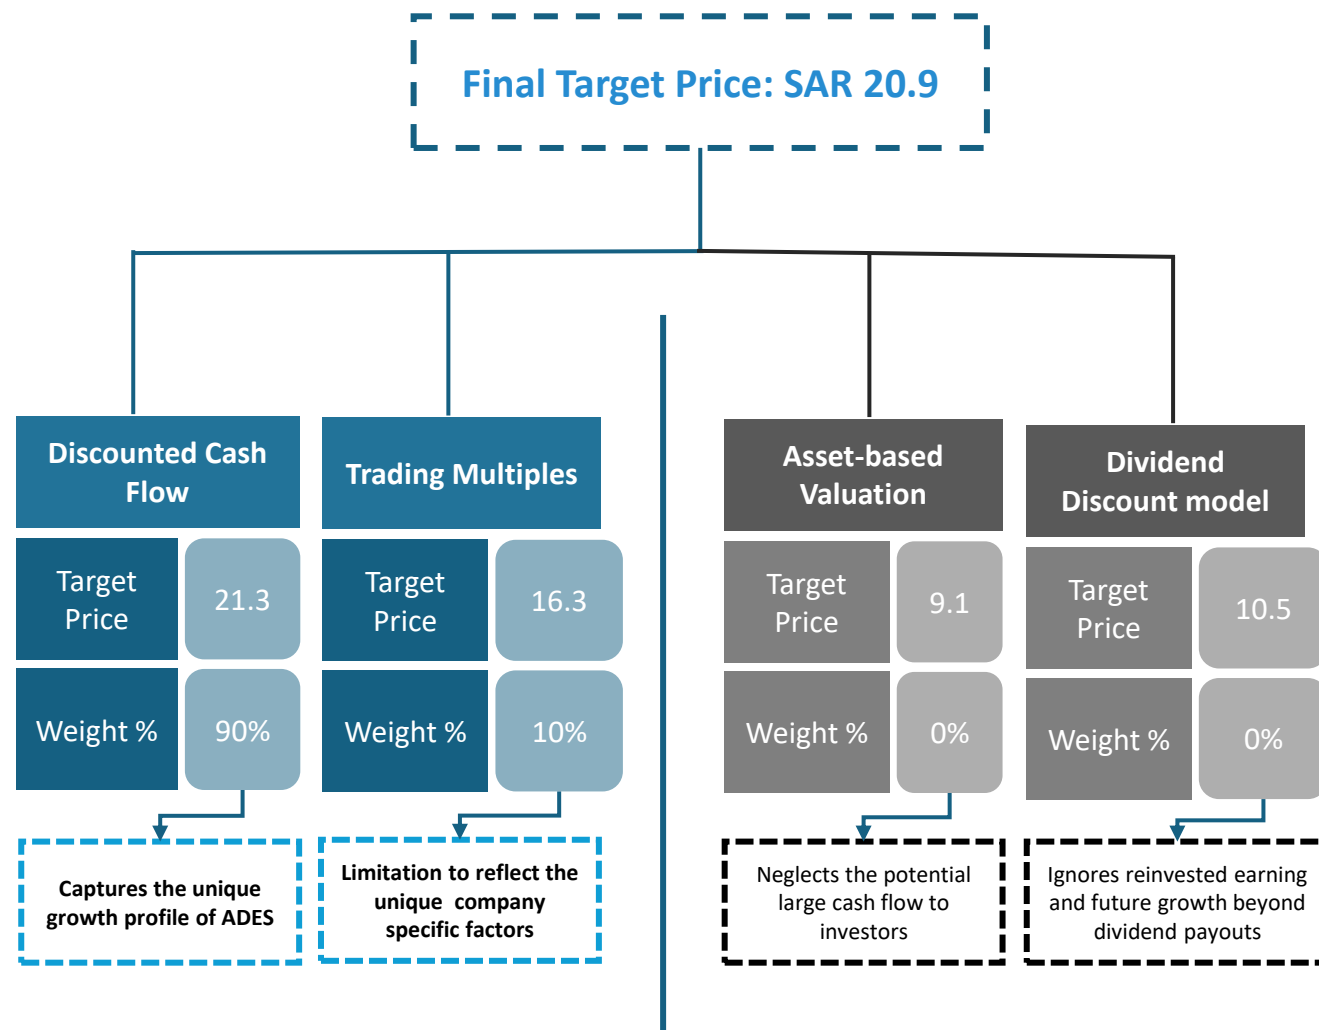 Final Target Price: SAR 20.9
Discounted Cash
Flow
Target
Price
21.3
Weight %
90%
Captures the unique
growth profile of ADES
Trading Multiples
Target
Price
16.3
Weight %
10%
Limitation to reflect the
unique company
specific factors
Asset-based
Valuation
Target
Price
9.1
Weight %
0%
Neglects the potential
large cash flow to
investors
Dividend
Discount model
Target
Price
10.5
Weight %
0%
Ignores reinvested earning
and future growth beyond
dividend payouts